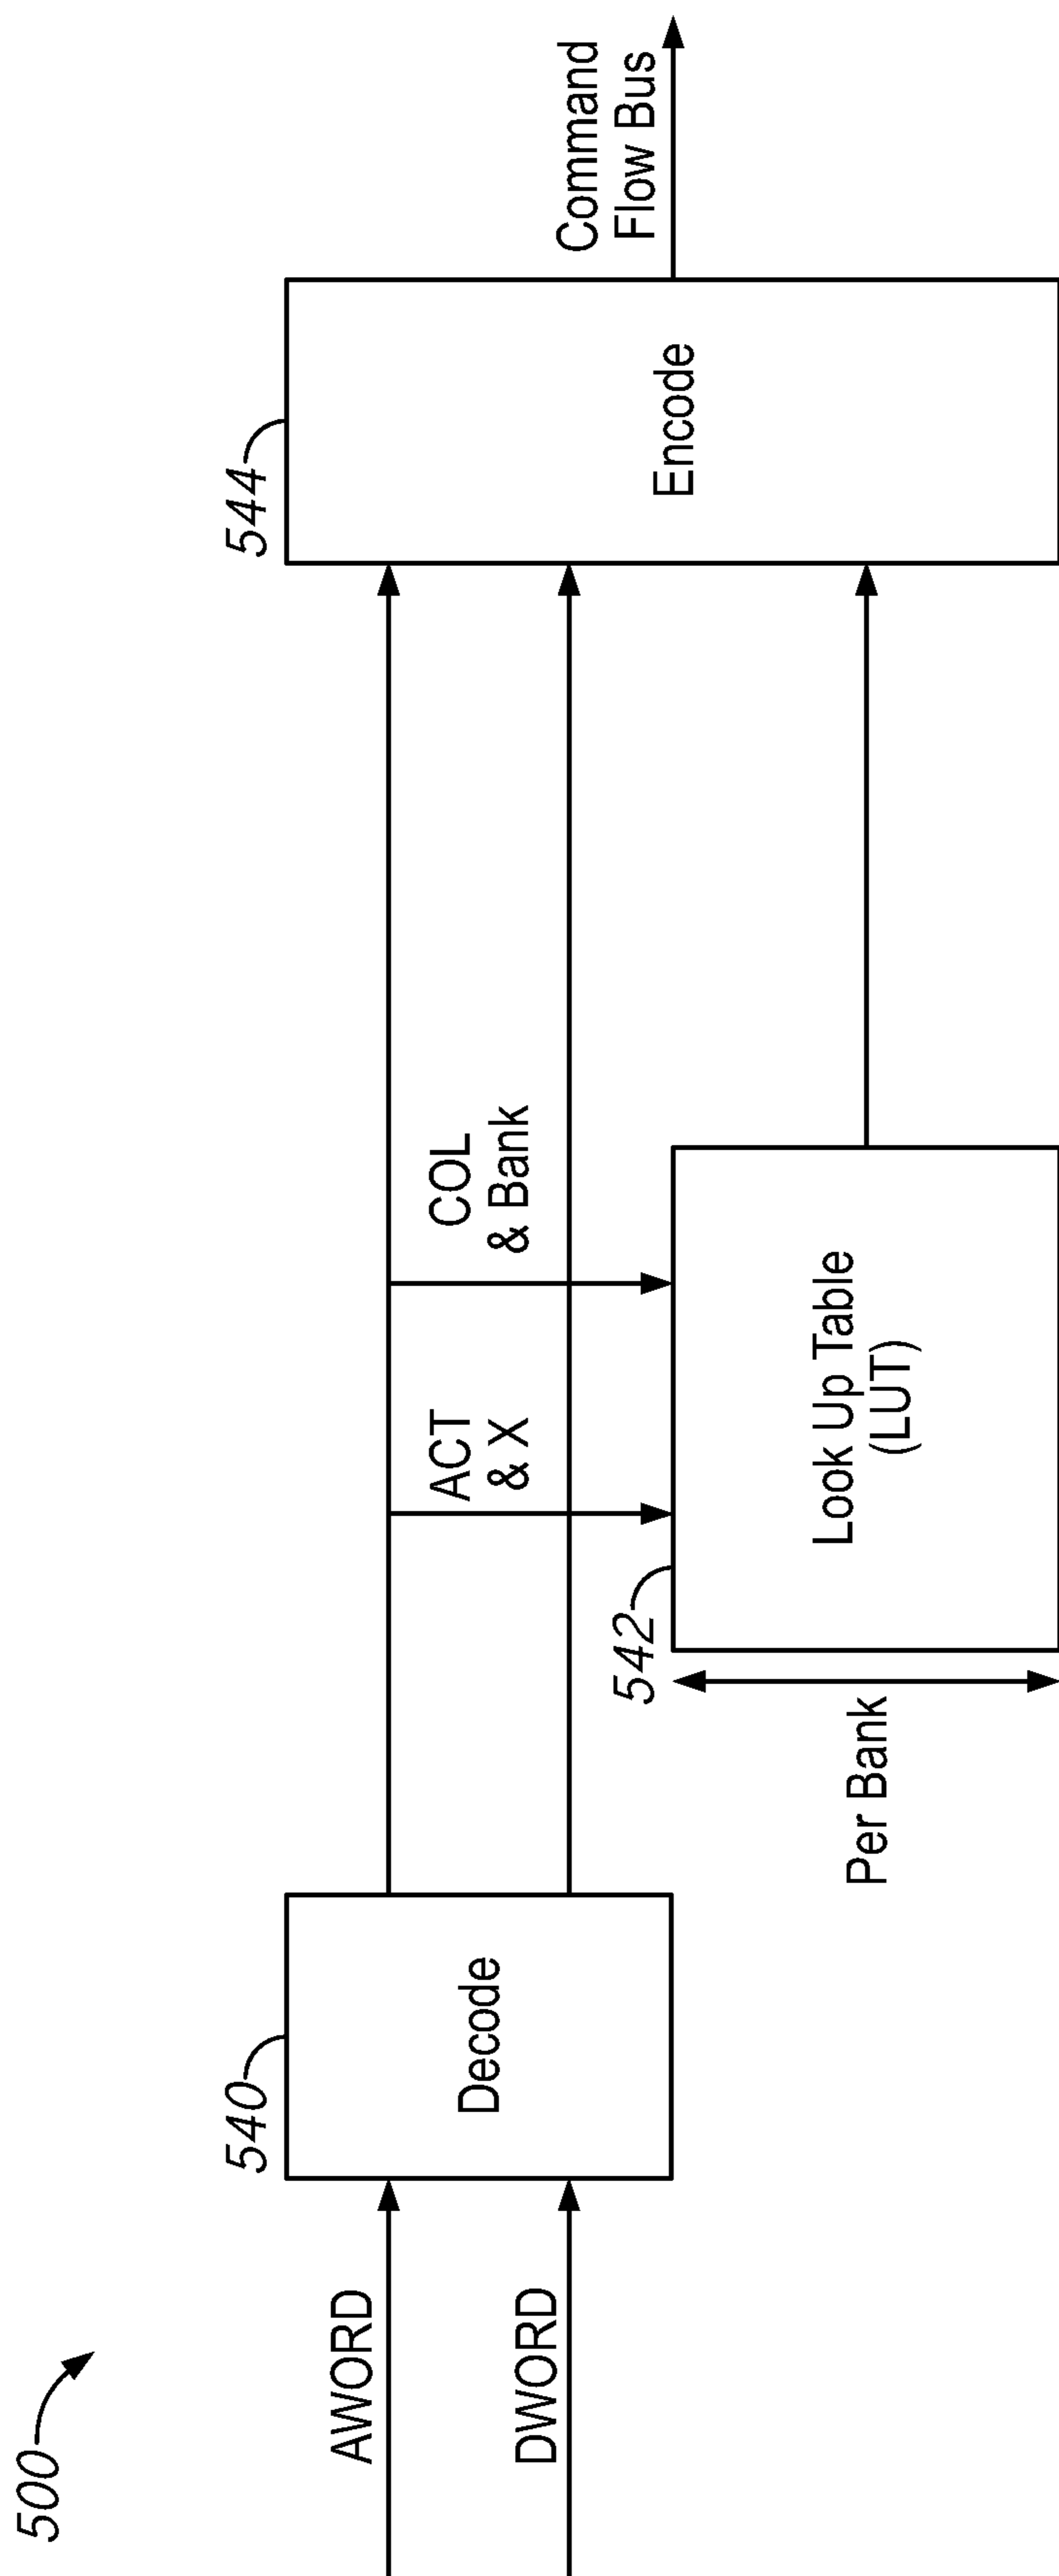 500
AWORD
DWORD
540
Decode
ACT
& X
COL
& Bank
542
Look Up Table
(LUT)
Per Bank
544
Encode
Command
Flow Bus